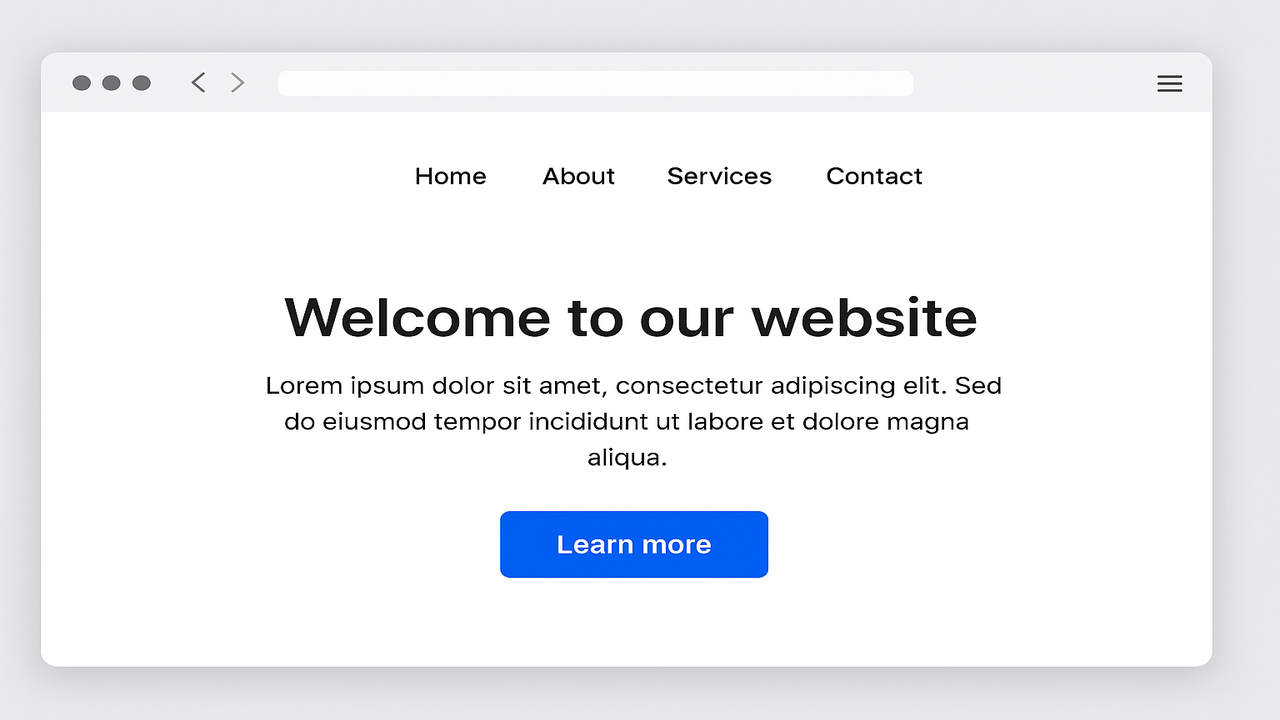 Home About Services Contact
Welcome to our website
Lorem ipsum dolor sit amet, consectetur adipiscing elit. Sed
do eiusmod tempor incididunt ut labore et dolore magna
aliqua.
Learn more